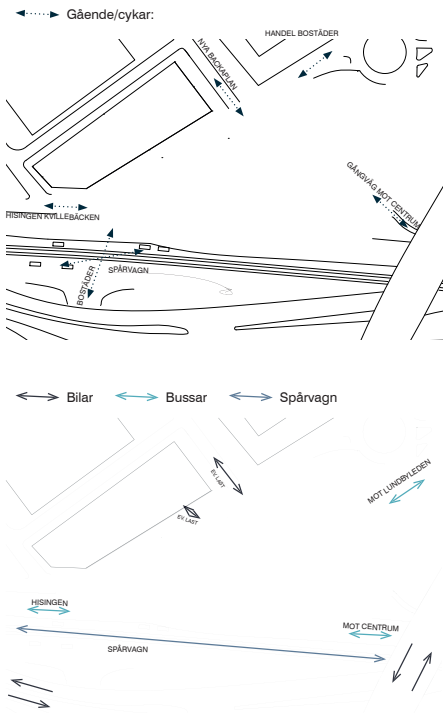 Gående/cykar:
HANDEL BOSTÄDER
NYA BACKAPLAN
GÅNGVÄG MOT CENTRUM
HISINGEN KVILLEBÄCKEN
SPÅRVAGN
BOSTÄDER
Bilar Bussar Spårvagn
EV. LAST
MOT LUNDBYLEDEN
EV. LAST
HISINGEN
MOT CENTRUM
SPÅRVAGN